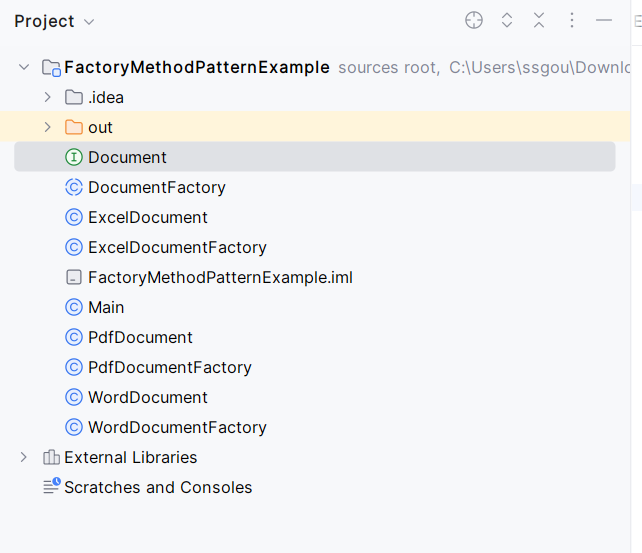 Project
FactoryMethodPatternExample sources root, C:\Users\ssgou\Downlo
.idea
out
Document
DocumentFactory
ExcelDocument
ExcelDocumentFactory
FactoryMethodPatternExample.iml
Main
PdfDocument
PdfDocumentFactory
WordDocument
WordDocumentFactory
External Libraries
Scratches and Consoles